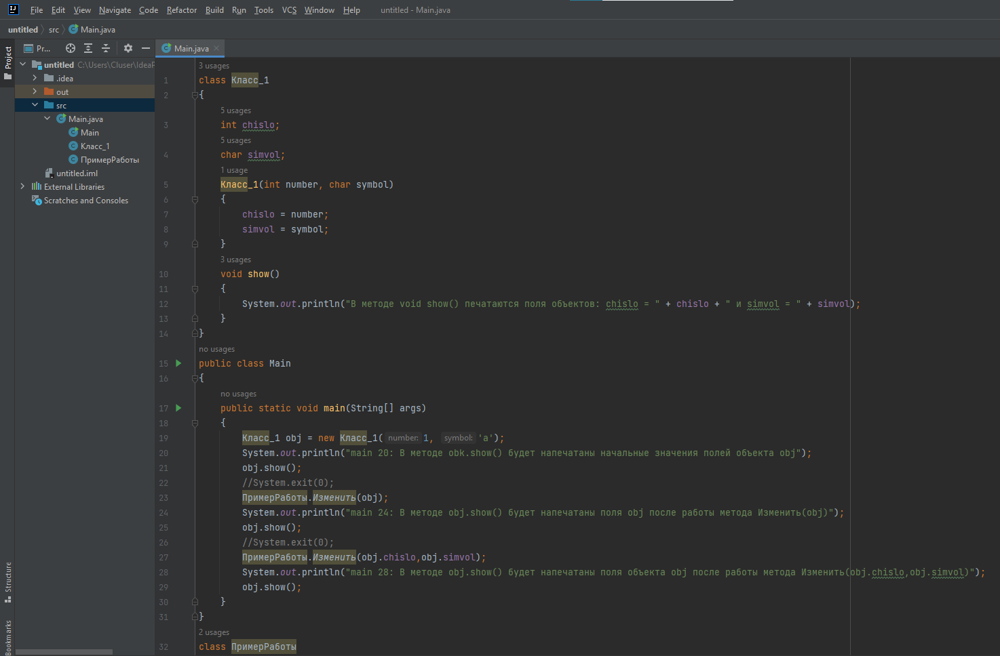 File Edit View Navigate Code Refactor Build Run Tools VCS Window Help untitled - Main.java
untitled src Main.java
Project
Pr...
Main.java
untitled C:\Users\Cluser\IdeaP
.idea
out
src
Main.java
Main
Класс_1
ПримерРаботы
untitled.iml
External Libraries
Scratches and Consoles
Structure
Bookmarks
3 usages
1 class Класс_1
2 {
5 usages
3 int chislo;
5 usages
4 char simvol;
1 usage
5 Класс_1(int number, char symbol)
6 {
7 chislo = number;
8 simvol = symbol;
9 }
3 usages
10 void show()
11 {
12 System.out.println("В методе void show() печатаются поля объектов: chislo = " + chislo + " и simvol = " + simvol);
13 }
14 }
no usages
15 public class Main
16 {
no usages
17 public static void main(String[] args)
18 {
19 Класс_1 obj = new Класс_1( number: 1, symbol: 'a');
20 System.out.println("main 20: В методе obk.show() будет напечатаны начальные значения полей объекта obj");
21 obj.show();
22 //System.exit(0);
23 ПримерРаботы.Изменить(obj);
24 System.out.println("main 24: В методе obj.show() будет напечатаны поля obj после работы метода Изменить(obj)");
25 obj.show();
26 //System.exit(0);
27 ПримерРаботы.Изменить(obj.chislo,obj.simvol);
28 System.out.println("main 28: В методе obj.show() будет напечатаны поля объекта obj после работы метода Изменить(obj.chislo,obj.simvol)");
29 obj.show();
30 }
31 }
2 usages
32 class ПримерРаботы